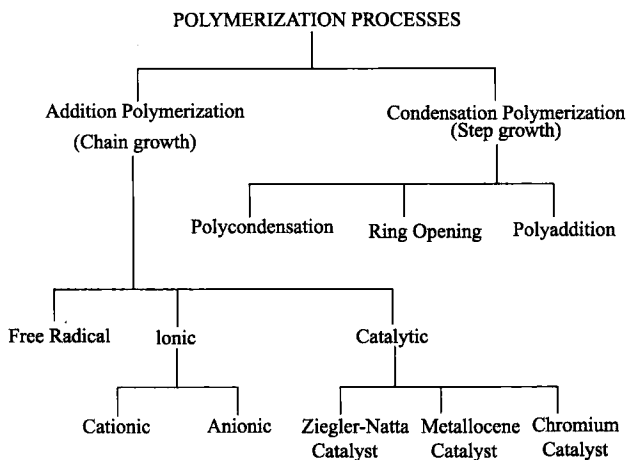 POLYMERIZATION PROCESSES
Addition Polymerization
(Chain growth)
Condensation Polymerization
(Step growth)
Polycondensation
Ring Opening
Polyaddition
Free Radical
Ionic
Catalytic
Cationic
Anionic
Ziegler-Natta
Catalyst
Metallocene
Catalyst
Chromium
Catalyst